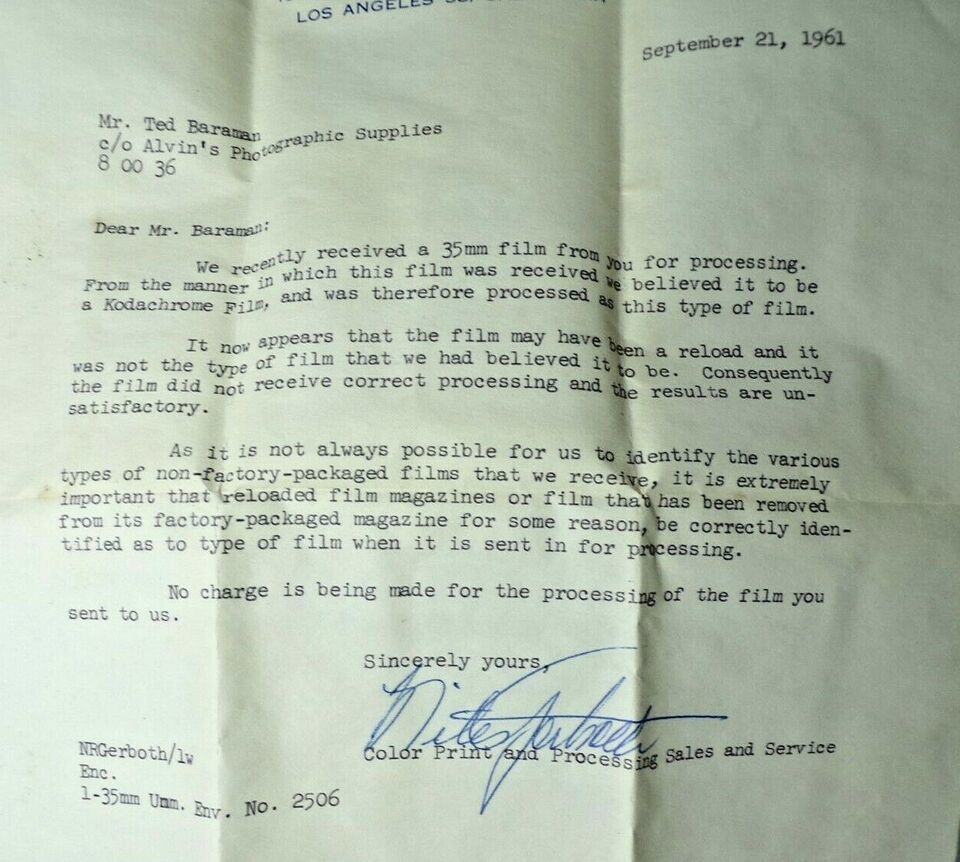 LOS ANGELES
September 21, 1961
Mr. Ted Baraman
c/o Alvin's Photographic Supplies
8 00 36
Dear Mr. Baraman:
We recently received a 35mm film from you for processing.
From the manner in which this film was received we believed it to be
a Kodachrome Film, and was therefore processed as this type of film.
It now appears that the film may have been a reload and it
was not the type of film that we had believed it to be. Consequently
the film did not receive correct processing and the results are un-
satisfactory.
As it is not always possible for us to identify the various
types of non-factory-packaged films that we receive, it is extremely
important that reloaded film magazines or film that has been removed
from its factory-packaged magazine for some reason, be correctly iden-
tified as to type of film when it is sent in for processing.
No charge is being made for the processing of the film you
sent to us.
Sincerely yours,
Color Print and Processing Sales and Service
NRGerboth/lw
Enc.
1-35mm Umm. Env. No. 2506